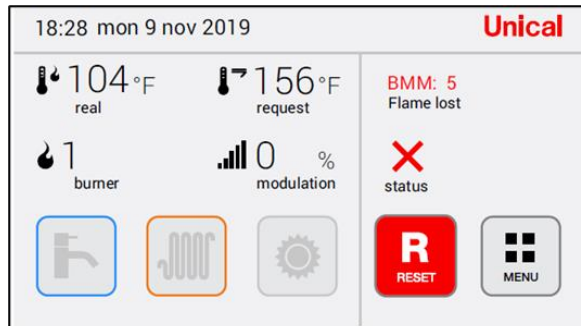 18:28 mon 9 nov 2019
Unical
104 °F
real
156 °F
request
BMM: 5
Flame lost
1
burner
0 %
modulation
status
R
RESET
MENU